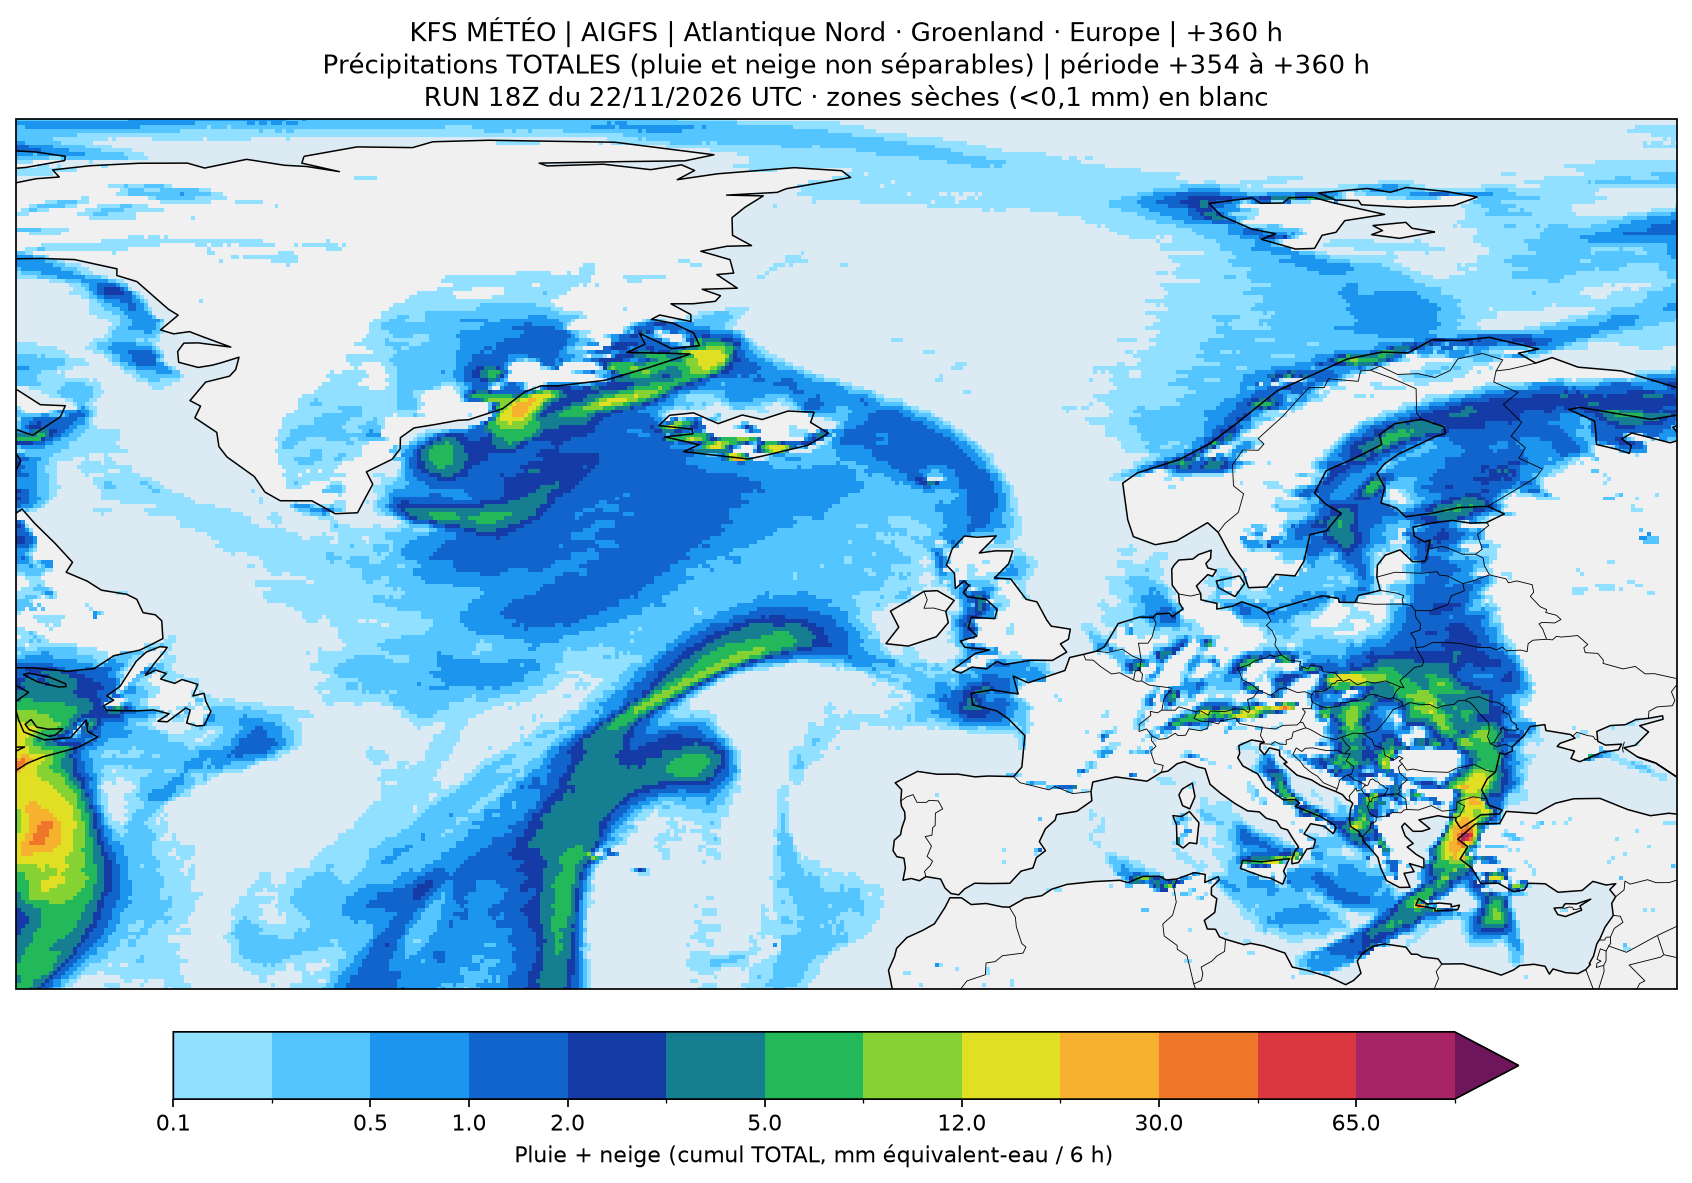 KFS MÉTÉO | AIGFS | Atlantique Nord · Groenland · Europe | +360 h
Précipitations TOTALES (pluie et neige non séparables) | période +354 à +360 h
RUN 18Z du 22/11/2026 UTC · zones sèches (<0,1 mm) en blanc
0.1 0.5 1.0 2.0 5.0 12.0 30.0 65.0
Pluie + neige (cumul TOTAL, mm équivalent-eau / 6 h)